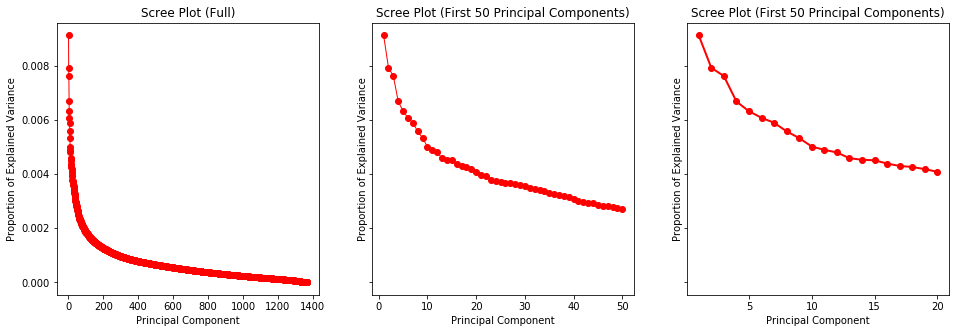 Scree Plot (Full)
Scree Plot (First 50 Principal Components)
Scree Plot (First 50 Principal Components)
Proportion of Explained Variance
0.008
0.006
0.004
0.002
0.000
0 200 400 600 800 1000 1200 1400
Principal Component
Proportion of Explained Variance
0 10 20 30 40 50
Principal Component
Proportion of Explained Variance
5 10 15 20
Principal Component